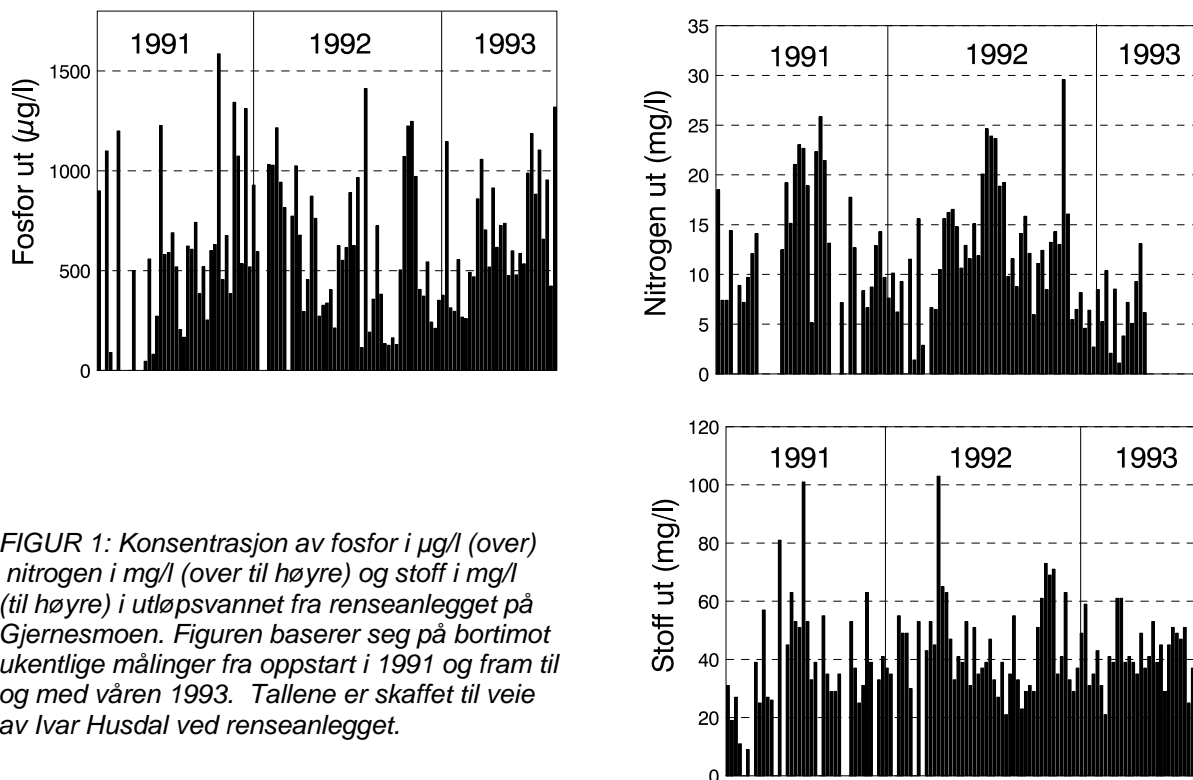 1991 1992 1993
Fosfor ut (µg/l)
1500
1000
500
0
1991 1992 1993
Nitrogen ut (mg/l)
35
30
25
20
15
10
5
0
1991 1992 1993
Stoff ut (mg/l)
120
100
80
60
40
20
0
FIGUR 1: Konsentrasjon av fosfor i µg/l (over)
nitrogen i mg/l (over til høyre) og stoff i mg/l
(til høyre) i utløpsvannet fra renseanlegget på
Gjernesmoen. Figuren baserer seg på bortimot
ukentlige målinger fra oppstart i 1991 og fram til
og med våren 1993. Tallene er skaffet til veie
av Ivar Husdal ved renseanlegget.